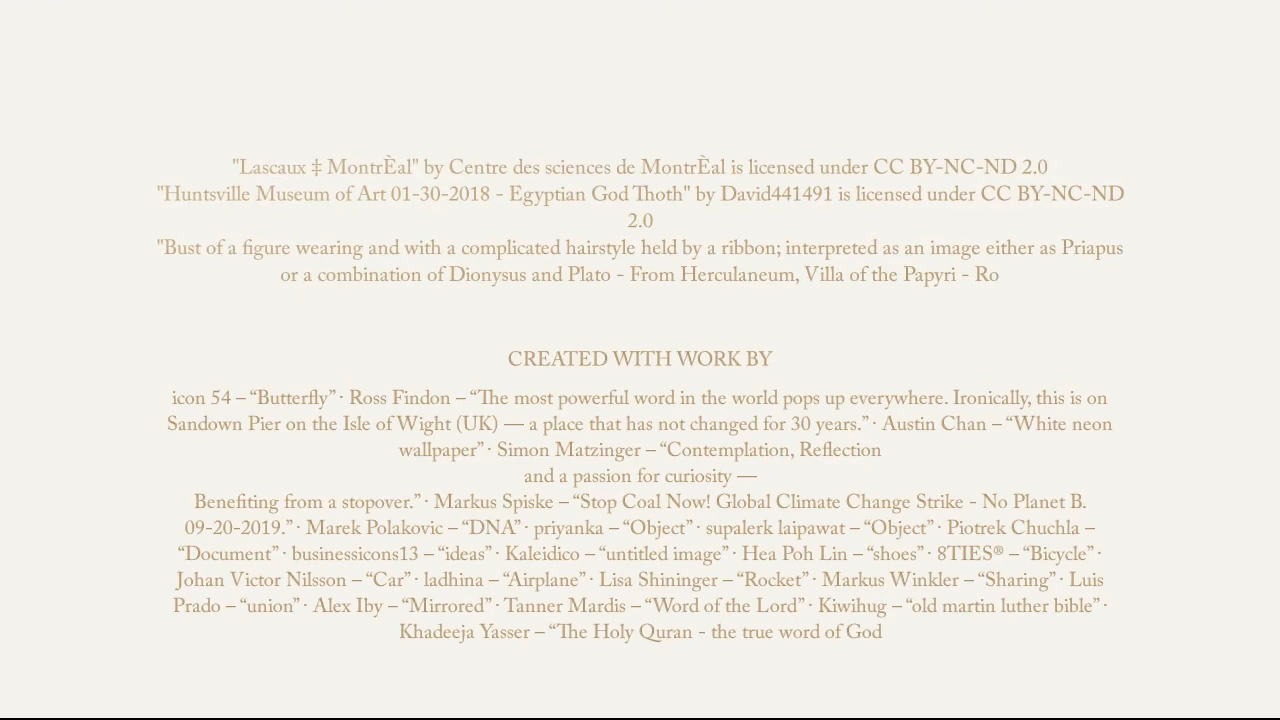 "Lascaux ‡ MontrÈal" by Centre des sciences de MontrÈal is licensed under CC BY-NC-ND 2.0
"Huntsville Museum of Art 01-30-2018 - Egyptian God Thoth" by David441491 is licensed under CC BY-NC-ND
2.0
"Bust of a figure wearing and with a complicated hairstyle held by a ribbon; interpreted as an image either as Priapus
or a combination of Dionysus and Plato - From Herculaneum, Villa of the Papyri - Ro
CREATED WITH WORK BY
icon 54 – “Butterfly” · Ross Findon – “The most powerful word in the world pops up everywhere. Ironically, this is on
Sandown Pier on the Isle of Wight (UK) — a place that has not changed for 30 years.” · Austin Chan – “White neon
wallpaper” · Simon Matzinger – “Contemplation, Reflection
and a passion for curiosity —
Benefiting from a stopover.” · Markus Spiske – “Stop Coal Now! Global Climate Change Strike - No Planet B.
09-20-2019.” · Marek Polakovic – “DNA” · priyanka – “Object” · supalerk laipawat – “Object” · Piotrek Chuchla –
“Document” · businessicons13 – “ideas” · Kaleidico – “untitled image” · Hea Poh Lin – “shoes” · 8TIES® – “Bicycle” ·
Johan Victor Nilsson – “Car” · ladhina – “Airplane” · Lisa Shininger – “Rocket” · Markus Winkler – “Sharing” · Luis
Prado – “union” · Alex Iby – “Mirrored” · Tanner Mardis – “Word of the Lord” · Kiwihug – “old martin luther bible” ·
Khadeeja Yasser – “The Holy Quran - the true word of God